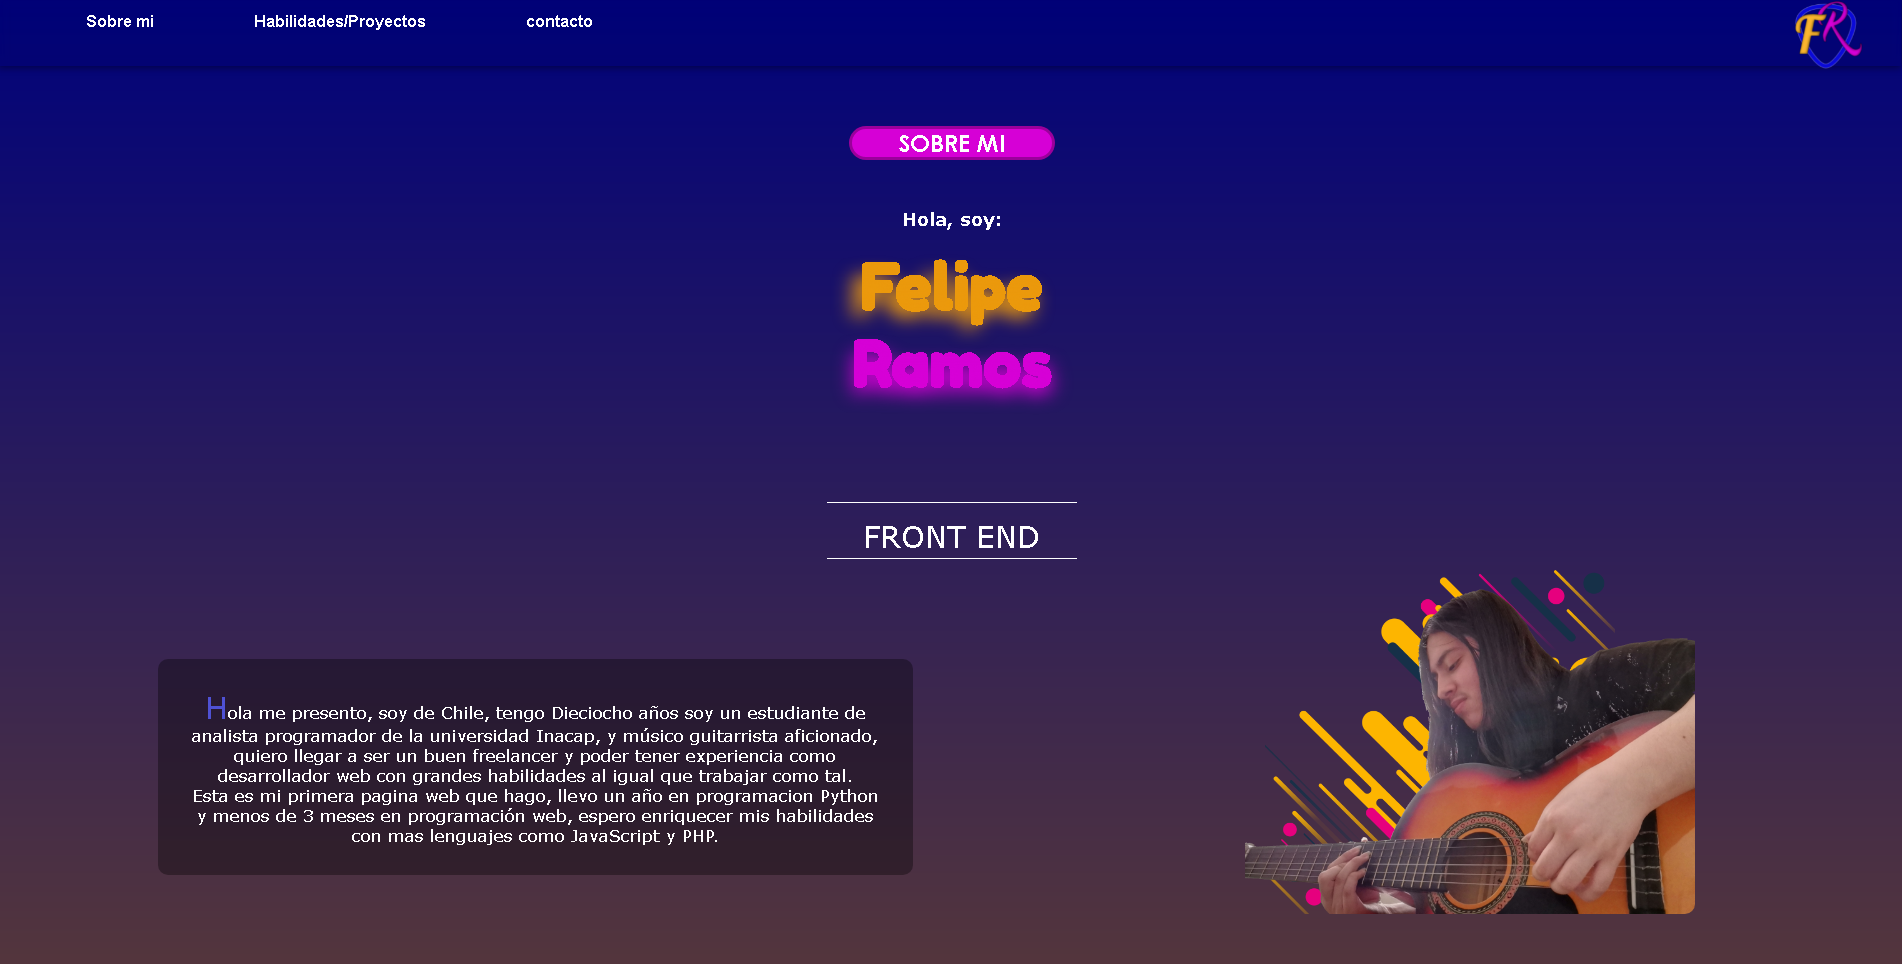 Sobre mi
Habilidades/Proyectos
contacto
FR
SOBRE MI
Hola, soy:
Felipe
Ramos
FRONT END
Hola me presento, soy de Chile, tengo Dieciocho años soy un estudiante de
analista programador de la universidad Inacap, y músico guitarrista aficionado,
quiero llegar a ser un buen freelancer y poder tener experiencia como
desarrollador web con grandes habilidades al igual que trabajar como tal.
Esta es mi primera pagina web que hago, llevo un año en programacion Python
y menos de 3 meses en programación web, espero enriquecer mis habilidades
con mas lenguajes como JavaScript y PHP.